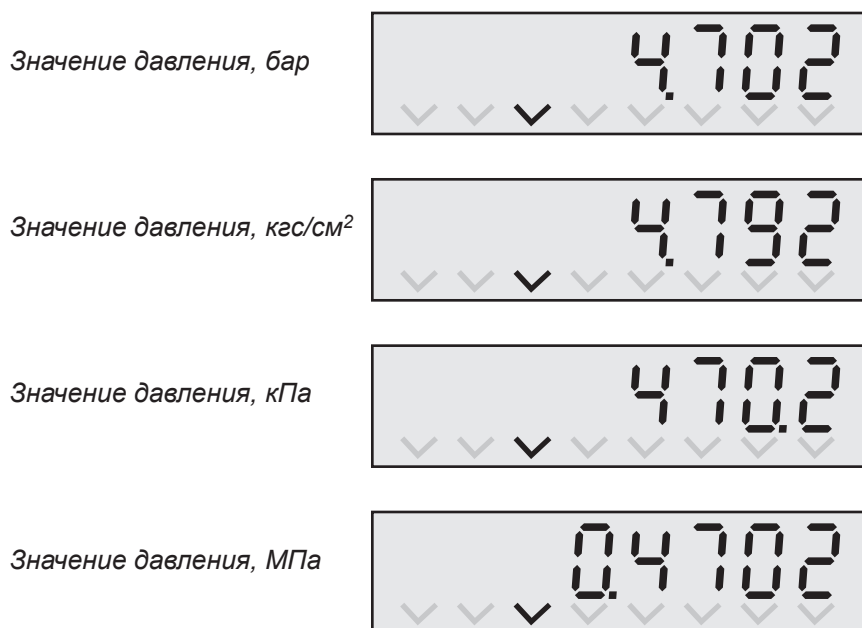 Значение давления, бар 4.702
Значение давления, кгс/см² 4.792
Значение давления, кПа 470.2
Значение давления, МПа 0.4702